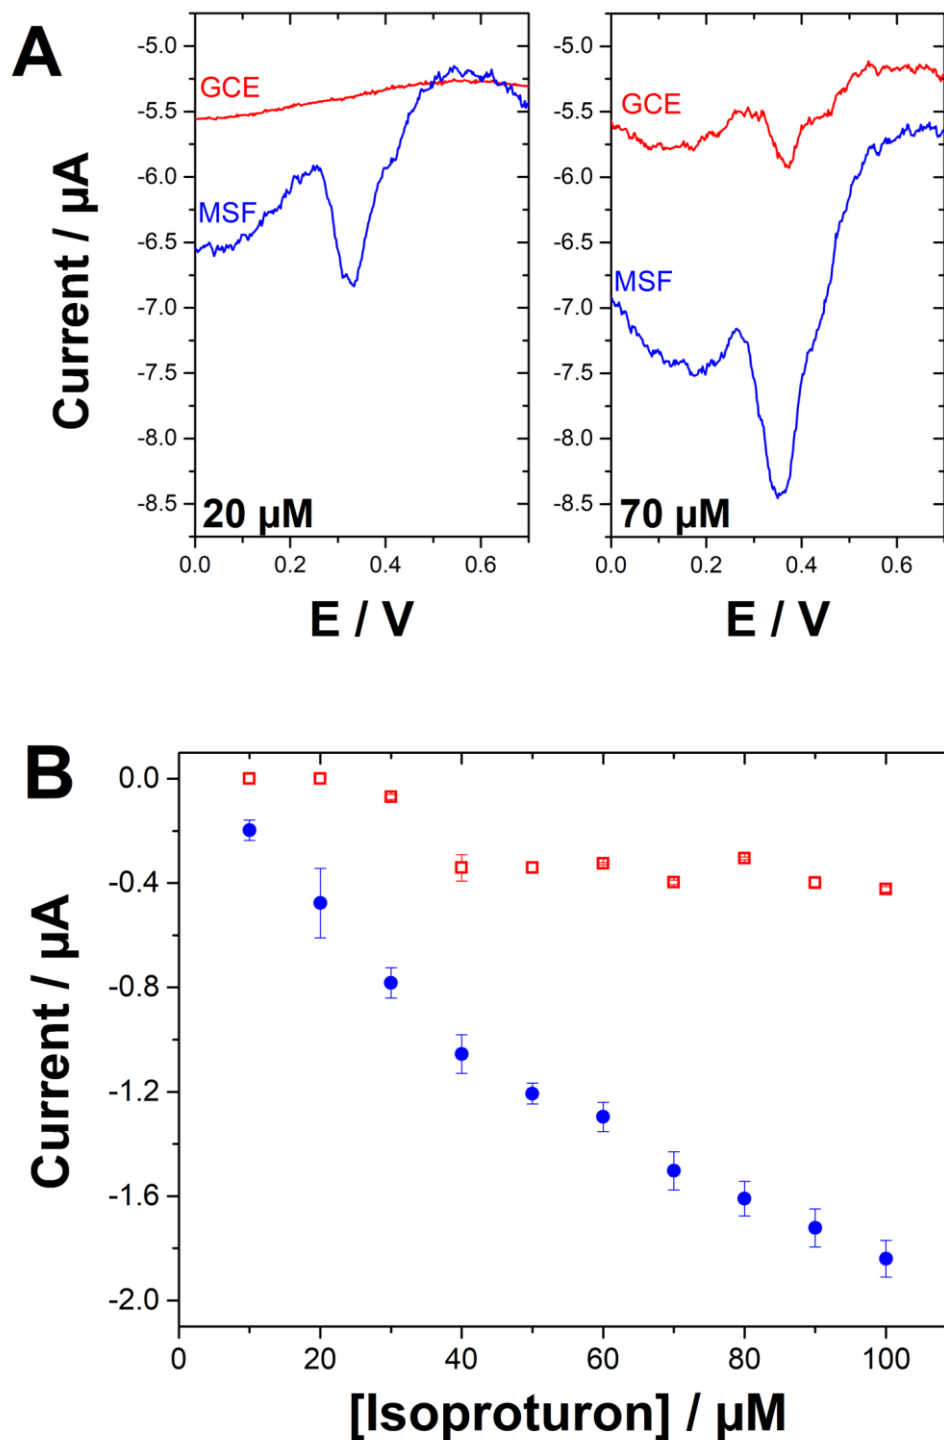 A
Current / µA
-5.0
-5.5
-6.0
-6.5
-7.0
-7.5
-8.0
-8.5
GCE
MSF
20 µM
0.0 0.2 0.4 0.6
E / V
-5.0
-5.5
-6.0
-6.5
-7.0
-7.5
-8.0
-8.5
GCE
MSF
70 µM
0.0 0.2 0.4 0.6
E / V
B
Current / µA
0.0
-0.4
-0.8
-1.2
-1.6
-2.0
0 20 40 60 80 100
[Isoproturon] / µM